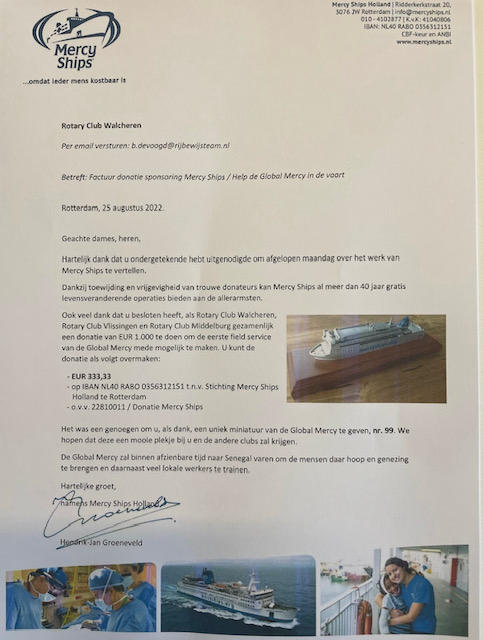 Mercy
Ships
...omdat ieder mens kostbaar is
Mercy Ships Holland | Ridderkerkstraat 20,
3076 JW Rotterdam | info@mercyships.nl
010 - 4102877 | K.v.K: 41040806
IBAN: NL40 RABO 0356312151
CBF-keur en ANBI
www.mercyships.nl
Rotary Club Walcheren
Per email versturen: b.devoogd@rijbewijsteam.nl
Betreft: Factuur donatie sponsoring Mercy Ships / Help de Global Mercy in de vaart
Rotterdam, 25 augustus 2022.
Geachte dames, heren,
Hartelijk dank dat u ondergetekende hebt uitgenodigde om afgelopen maandag over het werk van
Mercy Ships te vertellen.
Dankzij toewijding en vrijgevigheid van trouwe donateurs kan Mercy Ships al meer dan 40 jaar gratis
levensveranderende operaties bieden aan de allerarmsten.
Ook veel dank dat u besloten heeft, als Rotary Club Walcheren,
Rotary Club Vlissingen en Rotary Club Middelburg gezamenlijk
een donatie van EUR 1.000 te doen om de eerste field service
van de Global Mercy mede mogelijk te maken. U kunt de
donatie als volgt overmaken:
- EUR 333,33
- op IBAN NL40 RABO 0356312151 t.n.v. Stichting Mercy Ships
Holland te Rotterdam
- o.v.v. 22810011 / Donatie Mercy Ships
Het was een genoegen om u, als dank, een uniek miniatuur van de Global Mercy te geven, nr. 99. We
hopen dat deze een mooie plekje bij u en de andere clubs zal krijgen.
De Global Mercy zal binnen afzienbare tijd naar Senegal varen om de mensen daar hoop en genezing
te brengen en daarnaast veel lokale werkers te trainen.
Hartelijke groet,
namens Mercy Ships Holland
Groeneveld
Hendrik-Jan Groeneveld